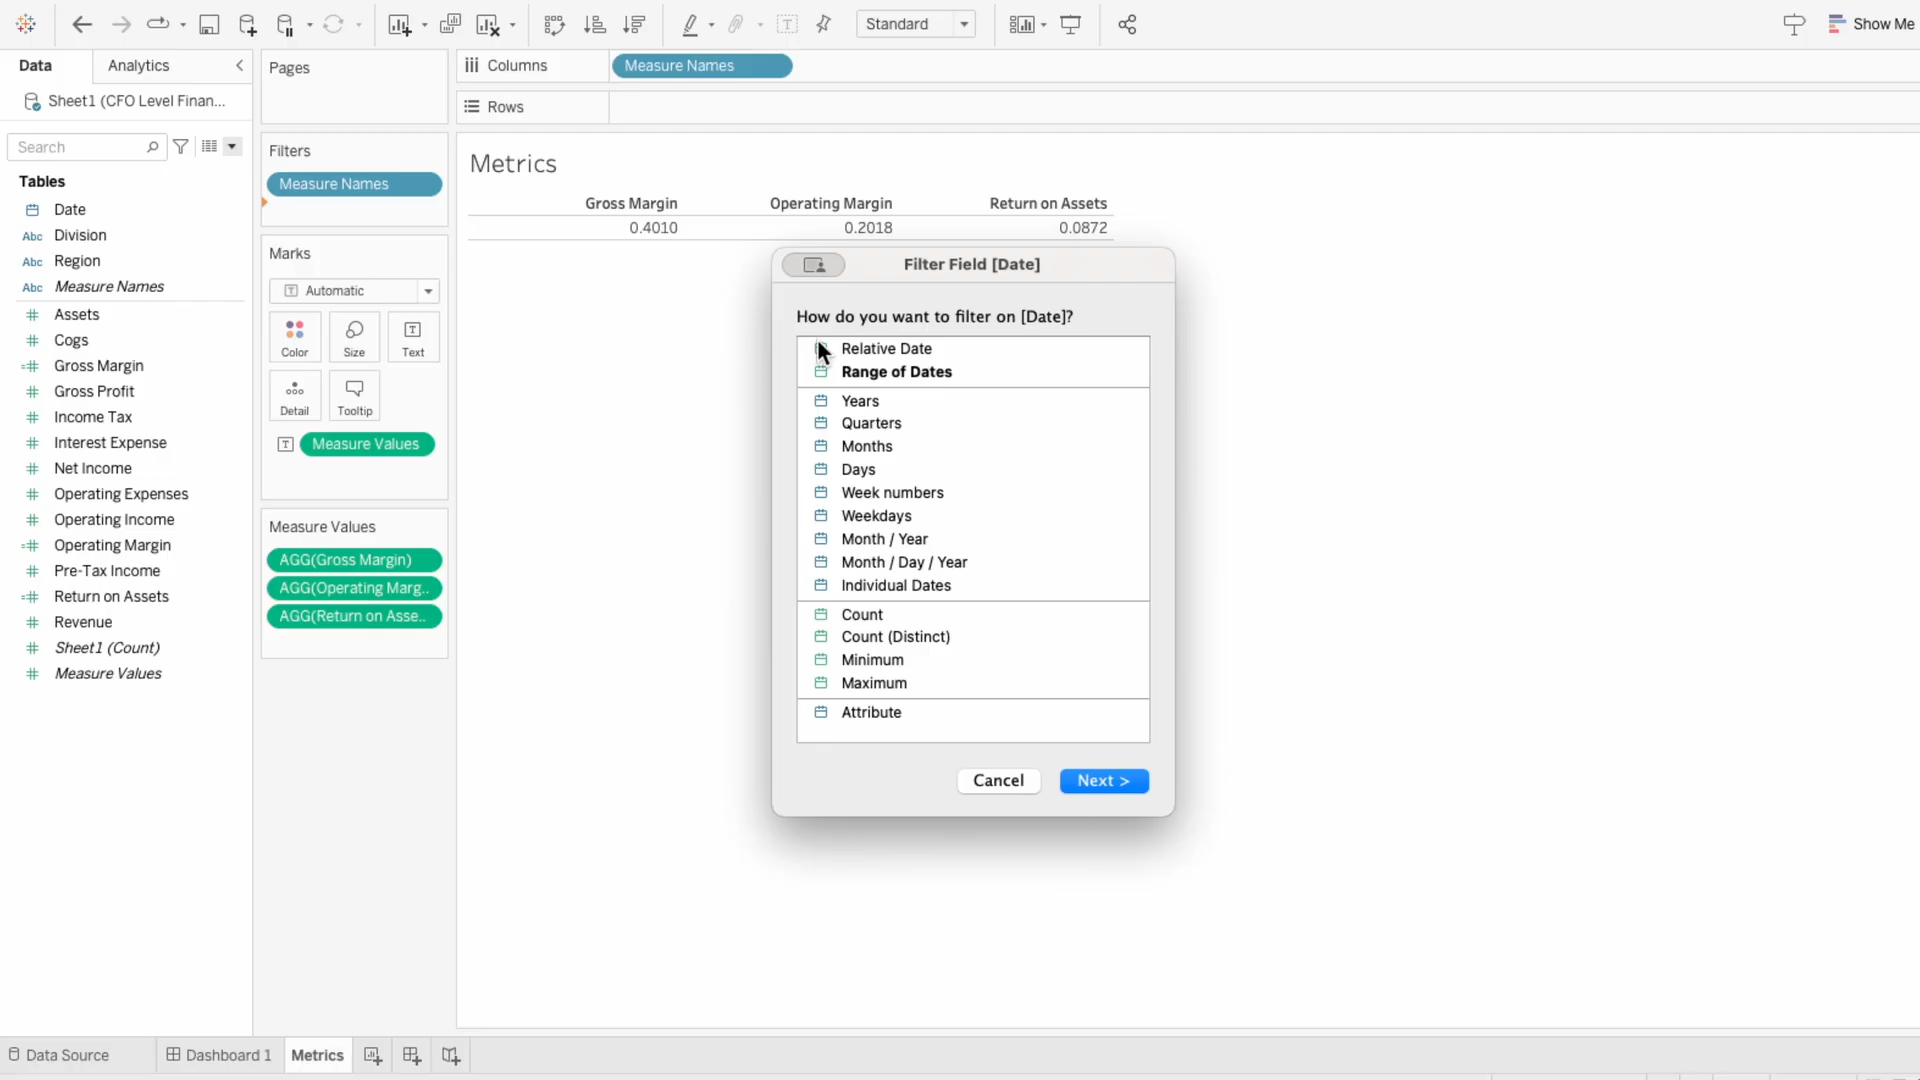 Standard
Show Me
Data
Analytics
Sheet1 (CFO Level Finan...
Search
Tables
Date
Abc Division
Abc Region
Abc Measure Names
Assets
Cogs
Gross Margin
Gross Profit
Income Tax
Interest Expense
Net Income
Operating Expenses
Operating Income
Operating Margin
Pre-Tax Income
Return on Assets
Revenue
Sheet1 (Count)
Measure Values
Pages
Filters
Measure Names
Marks
Automatic
Color
Size
Text
Detail
Tooltip
Measure Values
Measure Values
AGG(Gross Margin)
AGG(Operating Marg..
AGG(Return on Asse..
Columns
Measure Names
Rows
Metrics
Gross Margin Operating Margin Return on Assets
0.4010 0.2018 0.0872
Filter Field [Date]
How do you want to filter on [Date]?
Relative Date
Range of Dates
Years
Quarters
Months
Days
Week numbers
Weekdays
Month / Year
Month / Day / Year
Individual Dates
Count
Count (Distinct)
Minimum
Maximum
Attribute
Cancel
Next >
Data Source
Dashboard 1
Metrics